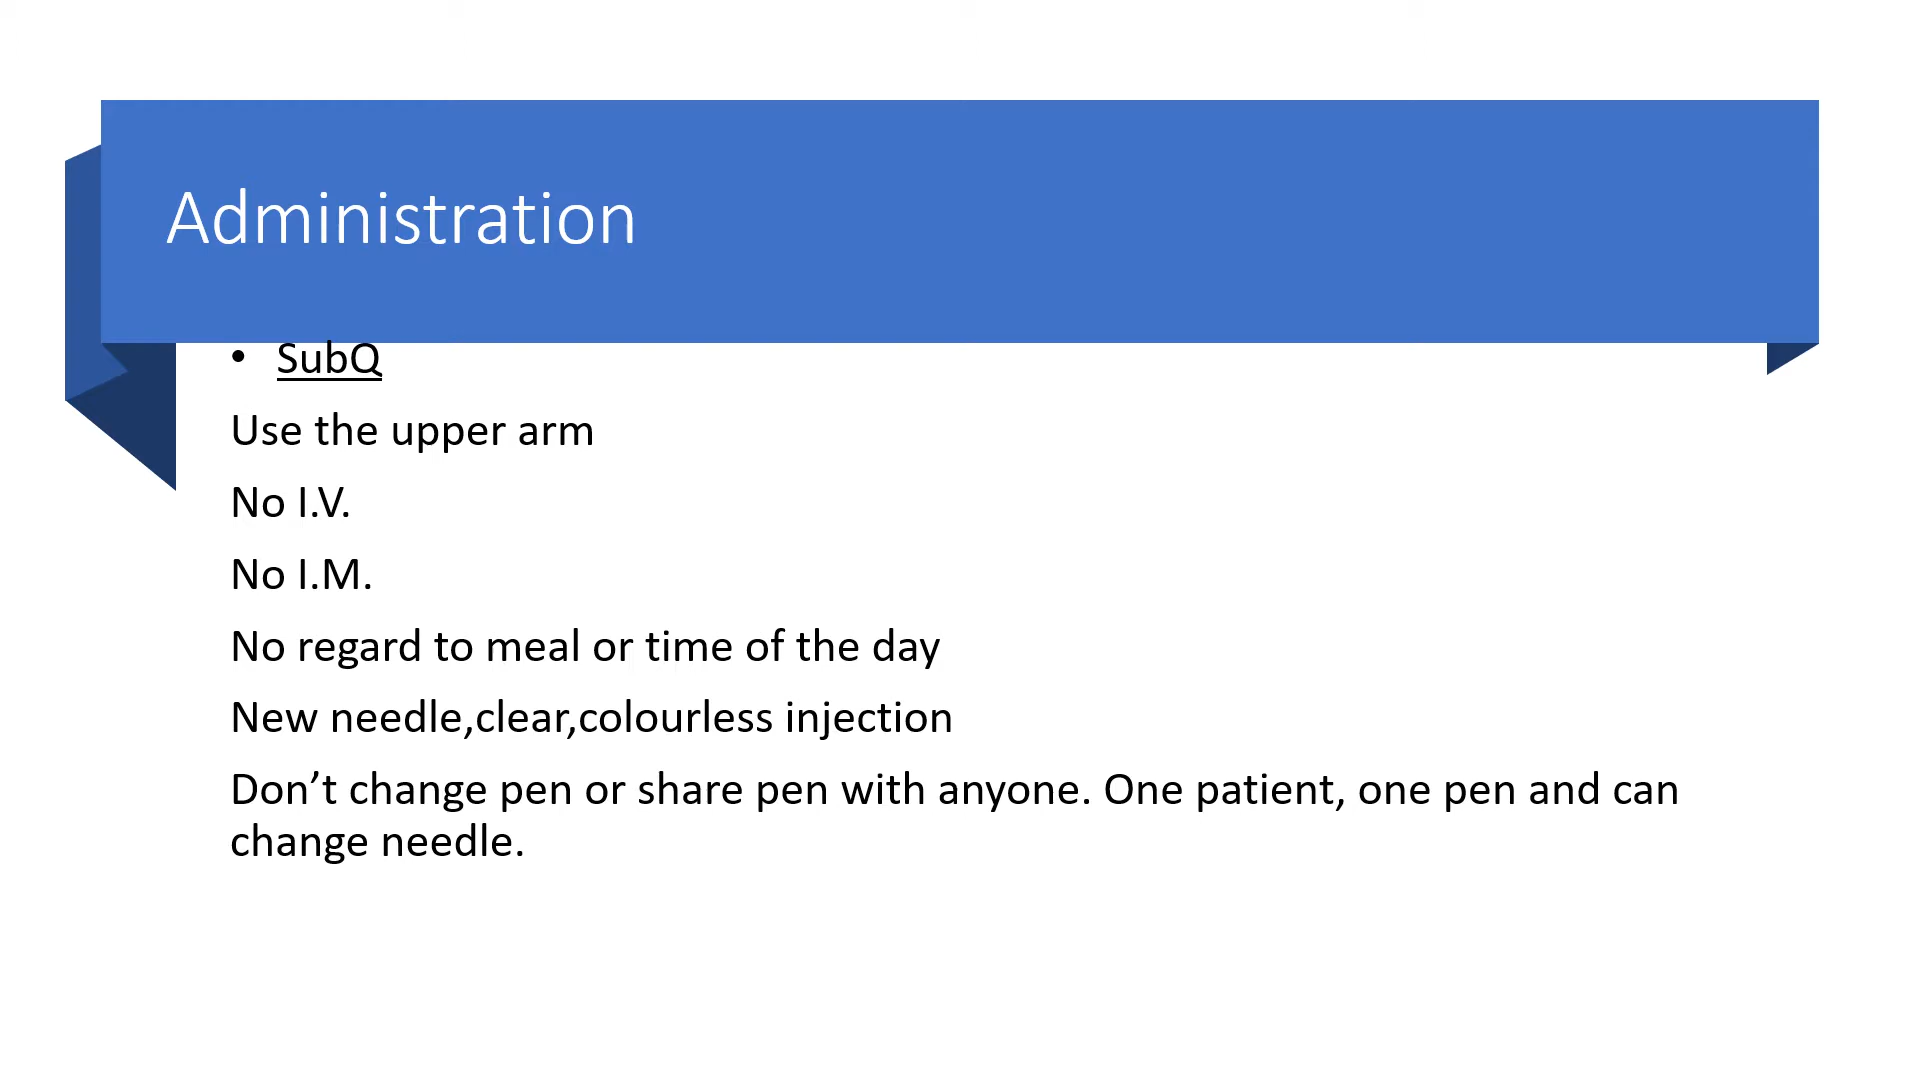 Administration
• SubQ
Use the upper arm
No I.V.
No I.M.
No regard to meal or time of the day
New needle,clear,colourless injection
Don’t change pen or share pen with anyone. One patient, one pen and can
change needle.